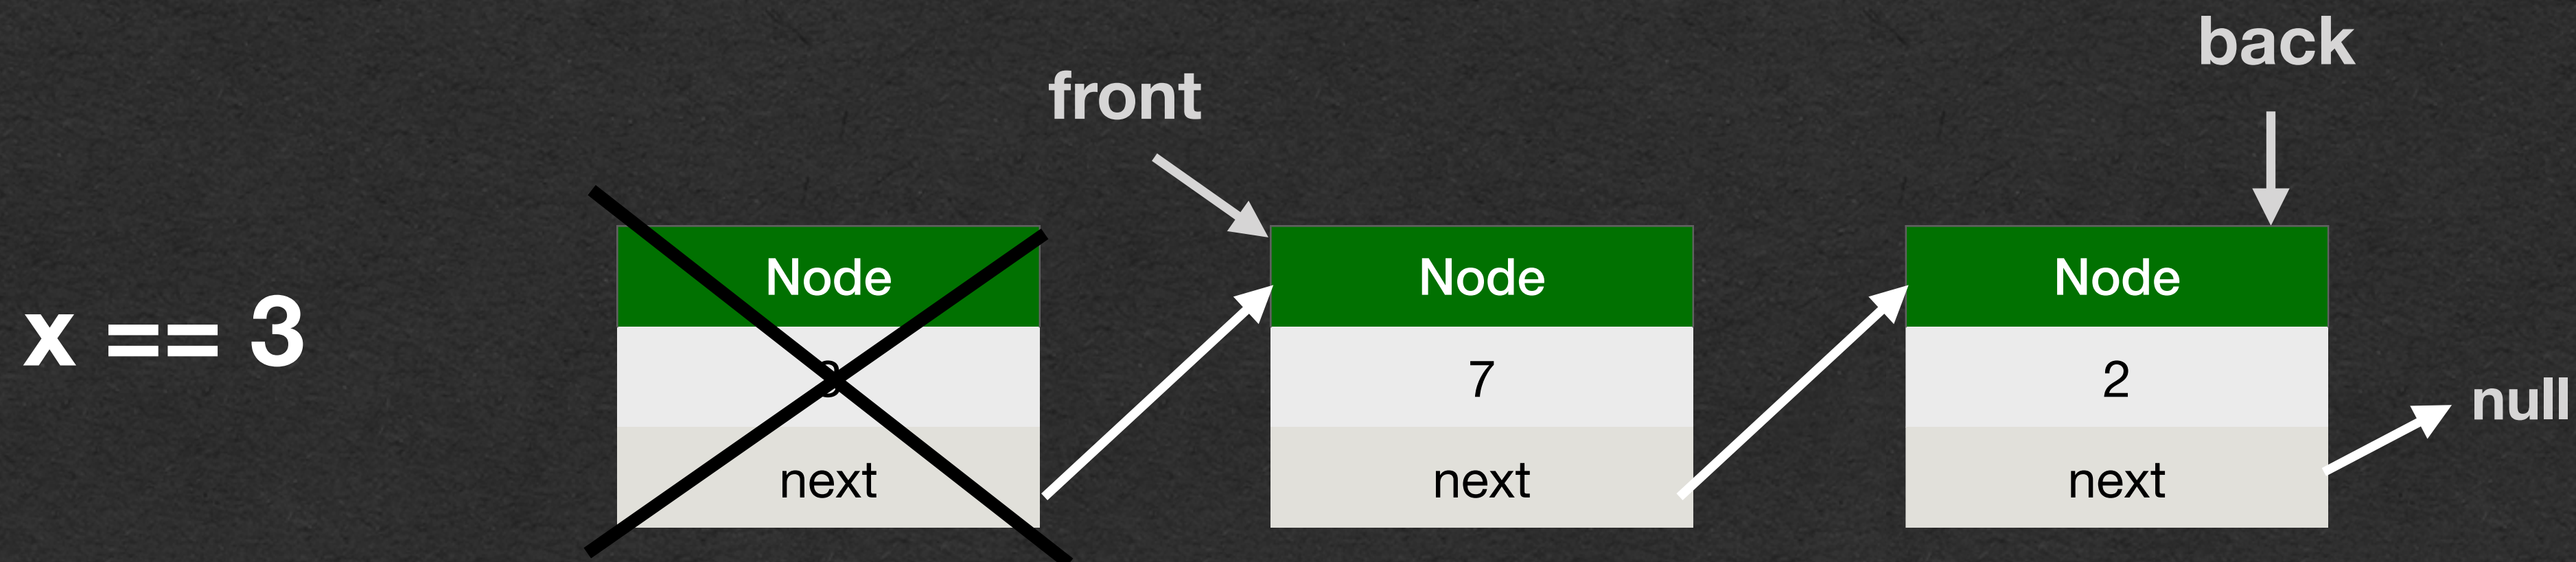 back
front
x == 3
Node
Node
Node
7
2
null
next
next
next